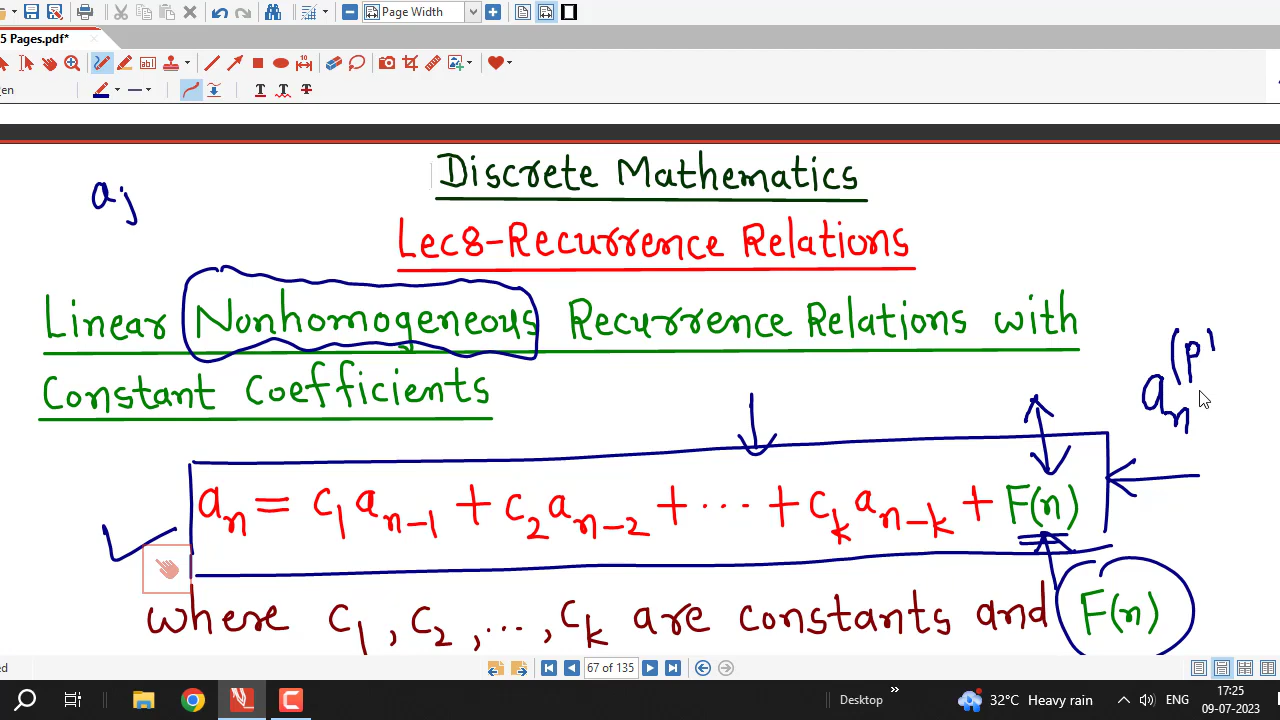 Page Width
5 Pages.pdf*
10
T T T
aj
Discrete Mathematics
Lec8-Recurrence Relations
Linear Nonhomogeneous Recurrence Relations with
Constant Coefficients
a_n^(p)
a_n = c_1 a_{n-1} + c_2 a_{n-2} + ... + c_k a_{n-k} + F(n)
where c_1, c_2, ..., c_k are constants and F(n)
67 of 135
Desktop
»
32°C Heavy rain
ENG
17:25
09-07-2023